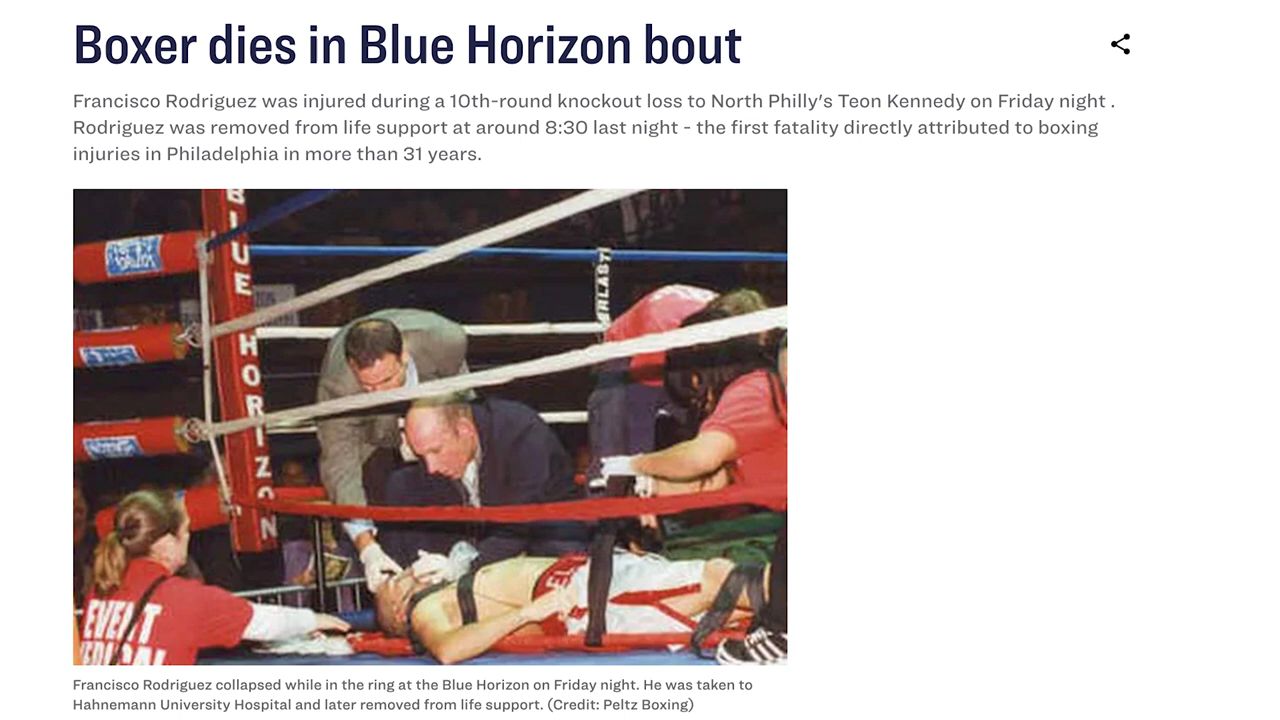 Boxer dies in Blue Horizon bout
Francisco Rodriguez was injured during a 10th-round knockout loss to North Philly's Teon Kennedy on Friday night .
Rodriguez was removed from life support at around 8:30 last night - the first fatality directly attributed to boxing
injuries in Philadelphia in more than 31 years.
BLUE HORIZON
EVENT
Francisco Rodriguez collapsed while in the ring at the Blue Horizon on Friday night. He was taken to
Hahnemann University Hospital and later removed from life support. (Credit: Peltz Boxing)